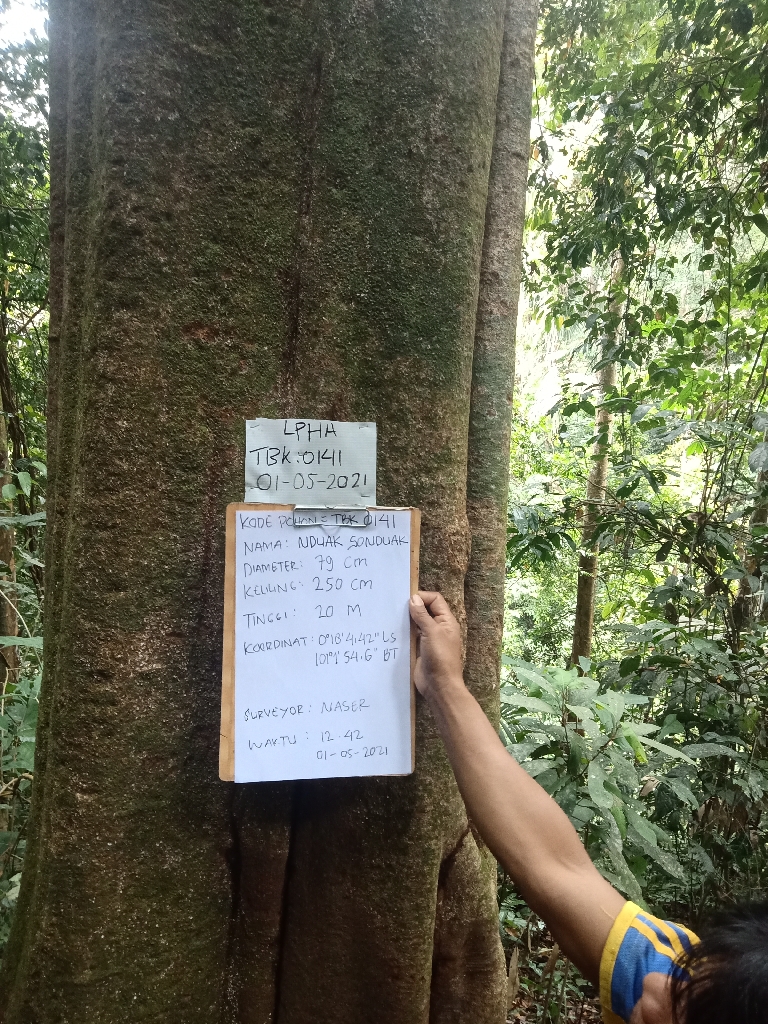 LPHA
TBK:0141
01-05-2021
KODE POHON: TBK 0141
NAMA: NDUAK SONDUAK
DIAMETER: 79 Cm
KELILING: 250 CM
TINGGI: 20 M
KOORDINAT: 0°18'4,42" LS
101°1'54,6" BT
SURVEYOR: NASER
WAKTU: 12.42
01-05-2021